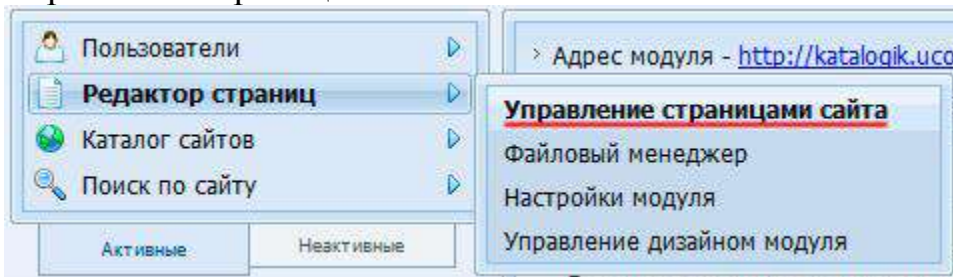 Пользователи
Редактор страниц
Каталог сайтов
Поиск по сайту
Активные
Неактивные
> Адрес модуля - http://katalogik.uco
Управление страницами сайта
Файловый менеджер
Настройки модуля
Управление дизайном модуля